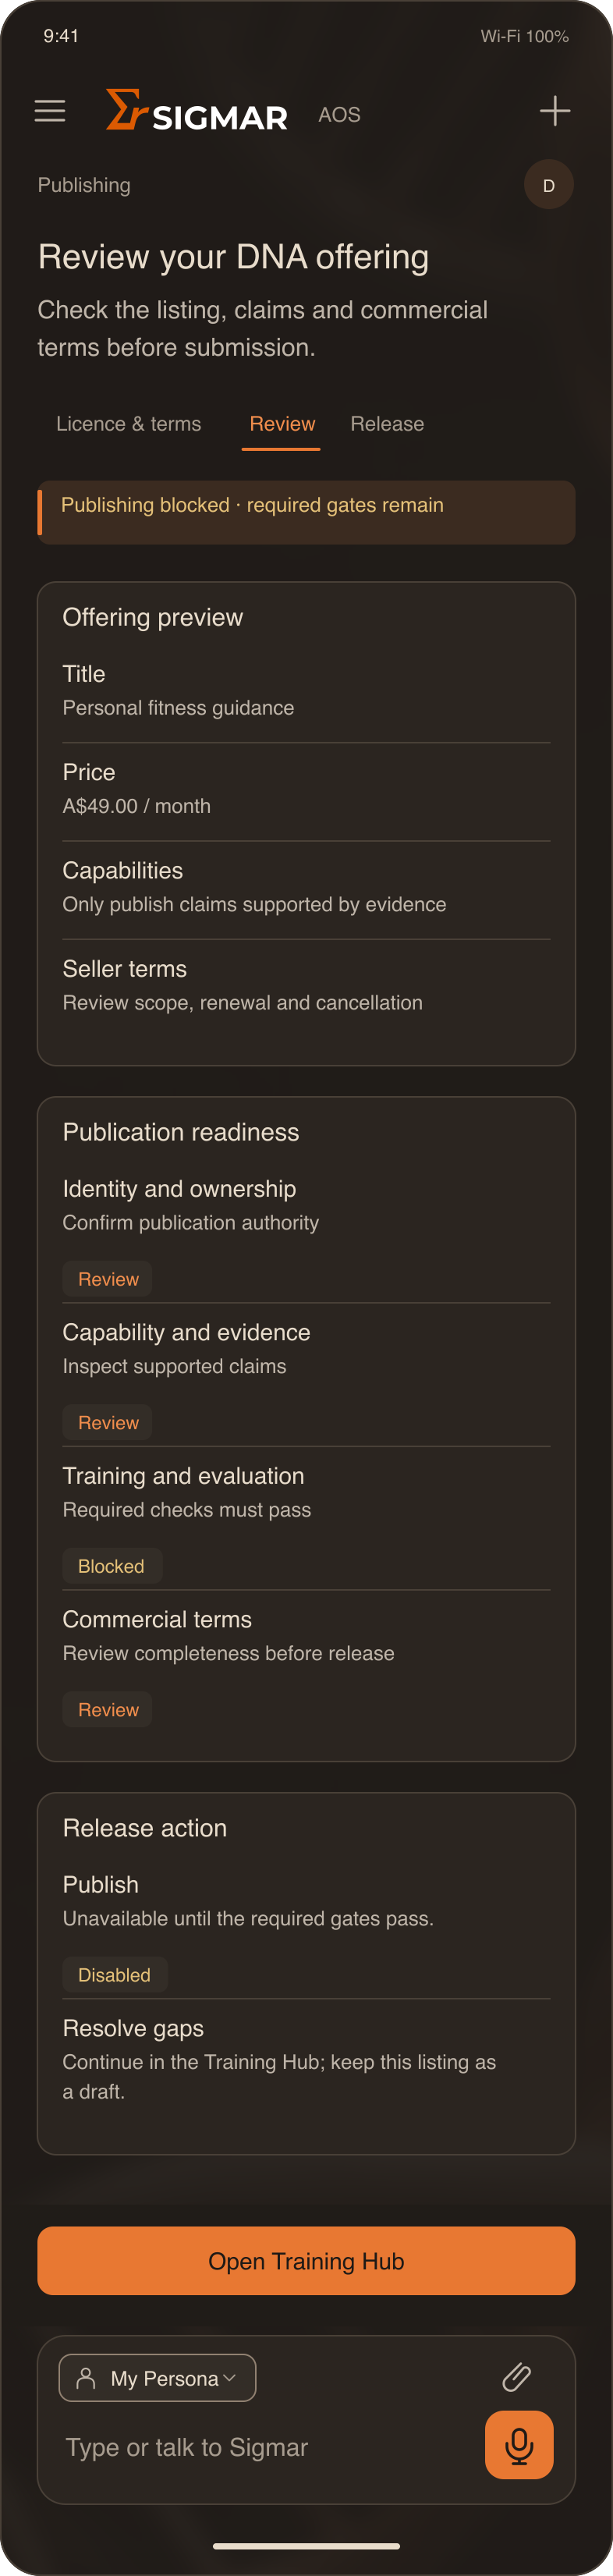 9:41
Wi-Fi 100%
Σr SIGMAR AOS
Publishing
D
Review your DNA offering
Check the listing, claims and commercial
terms before submission.
Licence & terms
Review
Release
Publishing blocked · required gates remain
Offering preview
Title
Personal fitness guidance
Price
A$49.00 / month
Capabilities
Only publish claims supported by evidence
Seller terms
Review scope, renewal and cancellation
Publication readiness
Identity and ownership
Confirm publication authority
Review
Capability and evidence
Inspect supported claims
Review
Training and evaluation
Required checks must pass
Blocked
Commercial terms
Review completeness before release
Review
Release action
Publish
Unavailable until the required gates pass.
Disabled
Resolve gaps
Continue in the Training Hub; keep this listing as
a draft.
Open Training Hub
My Persona
Type or talk to Sigmar